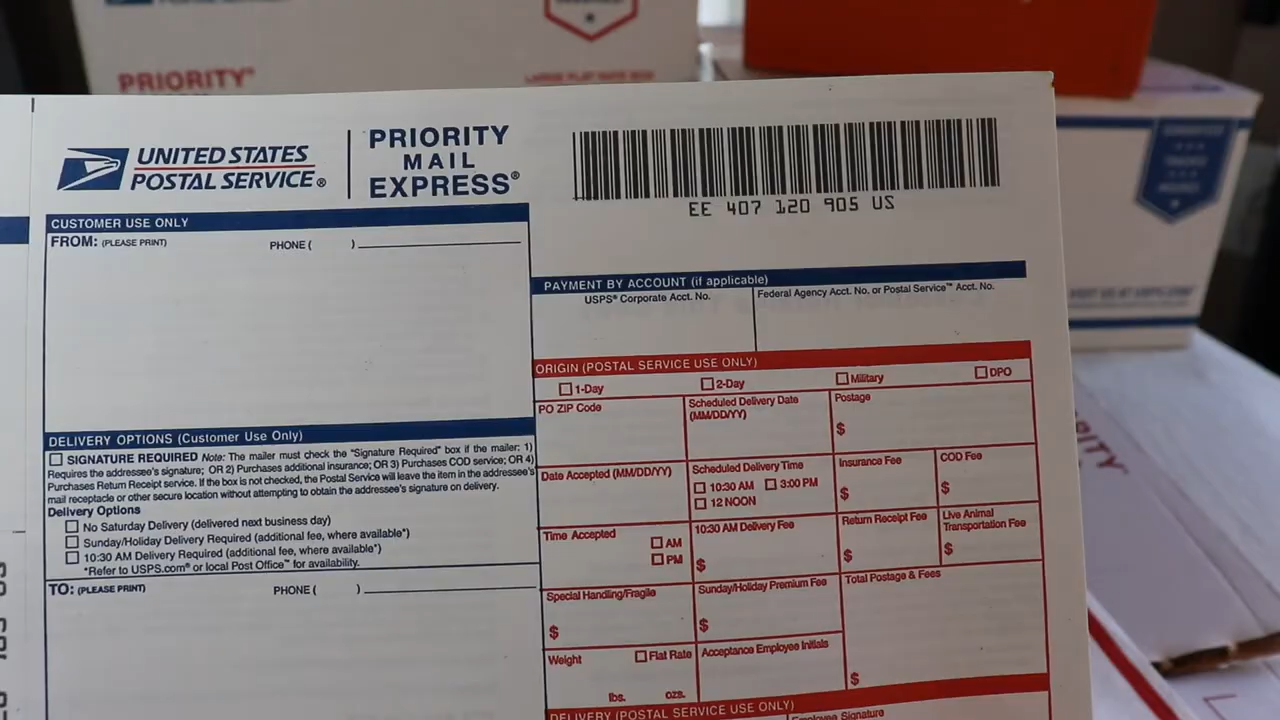 PRIORITY
UNITED STATES
POSTAL SERVICE®
PRIORITY
MAIL
EXPRESS®
EE 407 120 905 US
CUSTOMER USE ONLY
FROM: (PLEASE PRINT)
PHONE ( )
PAYMENT BY ACCOUNT (if applicable)
USPS® Corporate Acct. No.
Federal Agency Acct. No. or Postal Service™ Acct. No.
ORIGIN (POSTAL SERVICE USE ONLY)
1-Day
2-Day
Military
DPO
PO ZIP Code
Scheduled Delivery Date
(MM/DD/YY)
Postage
$
Date Accepted (MM/DD/YY)
Scheduled Delivery Time
10:30 AM
3:00 PM
12 NOON
Insurance Fee
$
COD Fee
$
Time Accepted
AM
PM
10:30 AM Delivery Fee
$
Return Receipt Fee
$
Live Animal
Transportation Fee
$
Special Handling/Fragile
$
Sunday/Holiday Premium Fee
$
Total Postage & Fees
$
Weight
Flat Rate
lbs.
ozs.
Acceptance Employee Initials
DELIVERY (POSTAL SERVICE USE ONLY)
Employee Signature
DELIVERY OPTIONS (Customer Use Only)
SIGNATURE REQUIRED Note: The mailer must check the "Signature Required" box if the mailer: 1)
Requires the addressee's signature; OR 2) Purchases additional insurance; OR 3) Purchases COD service; OR 4)
Purchases Return Receipt service. If the box is not checked, the Postal Service will leave the item in the addressee's
mail receptacle or other secure location without attempting to obtain the addressee's signature on delivery.
Delivery Options
No Saturday Delivery (delivered next business day)
Sunday/Holiday Delivery Required (additional fee, where available*)
10:30 AM Delivery Required (additional fee, where available*)
*Refer to USPS.com® or local Post Office™ for availability.
TO: (PLEASE PRINT)
PHONE ( )